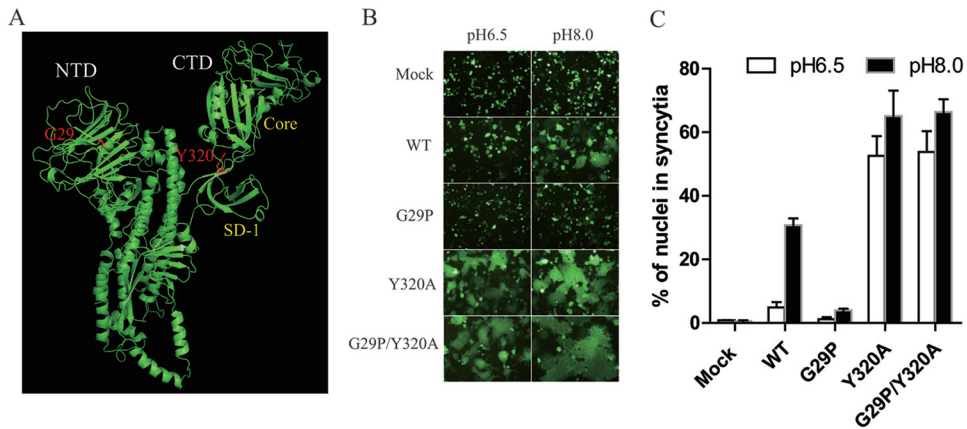 A
NTD
CTD
G29
Core
Y320
SD-1
B
pH6.5 pH8.0
Mock
WT
G29P
Y320A
G29P/Y320A
C
pH6.5 pH8.0
% of nuclei in syncytia
80
60
40
20
0
Mock
WT
G29P
Y320A
G29P/Y320A